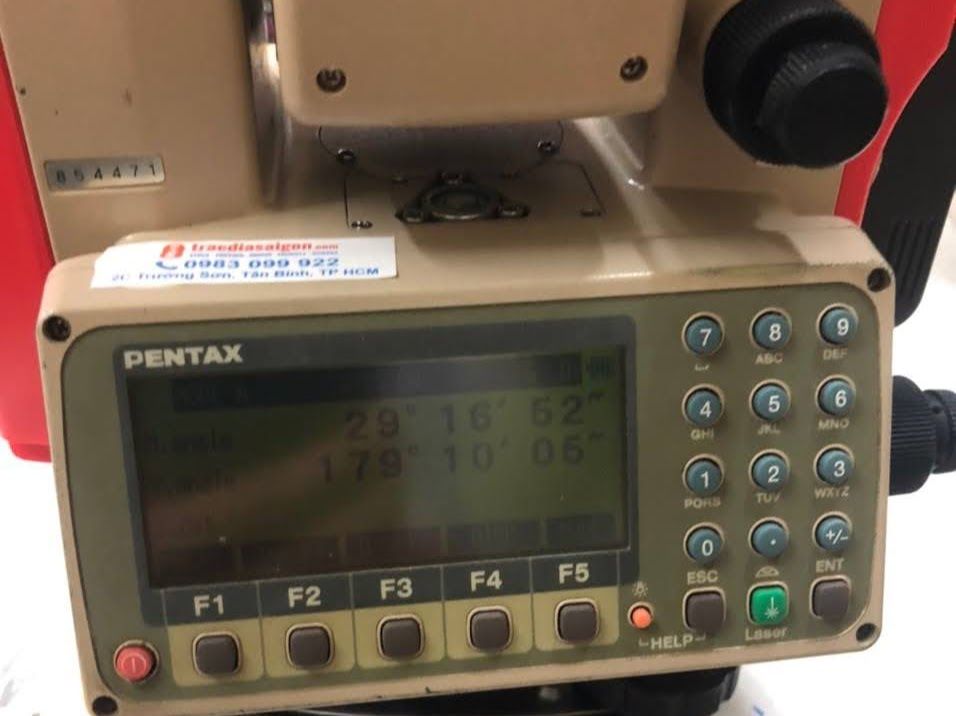 854471
tracdiasaigon.com
0983 099 922
2C Trường Sơn, Tân Bình, TP HCM
PENTAX
29° 16′ 52″
H.angle
179° 10′ 05″
7 8 9
ABC DEF
4 5 6
GHI JKL MNO
1 2 3
PQRS TUV WXYZ
0 . +/-
ESC ENT
F1 F2 F3 F4 F5
HELP Laser